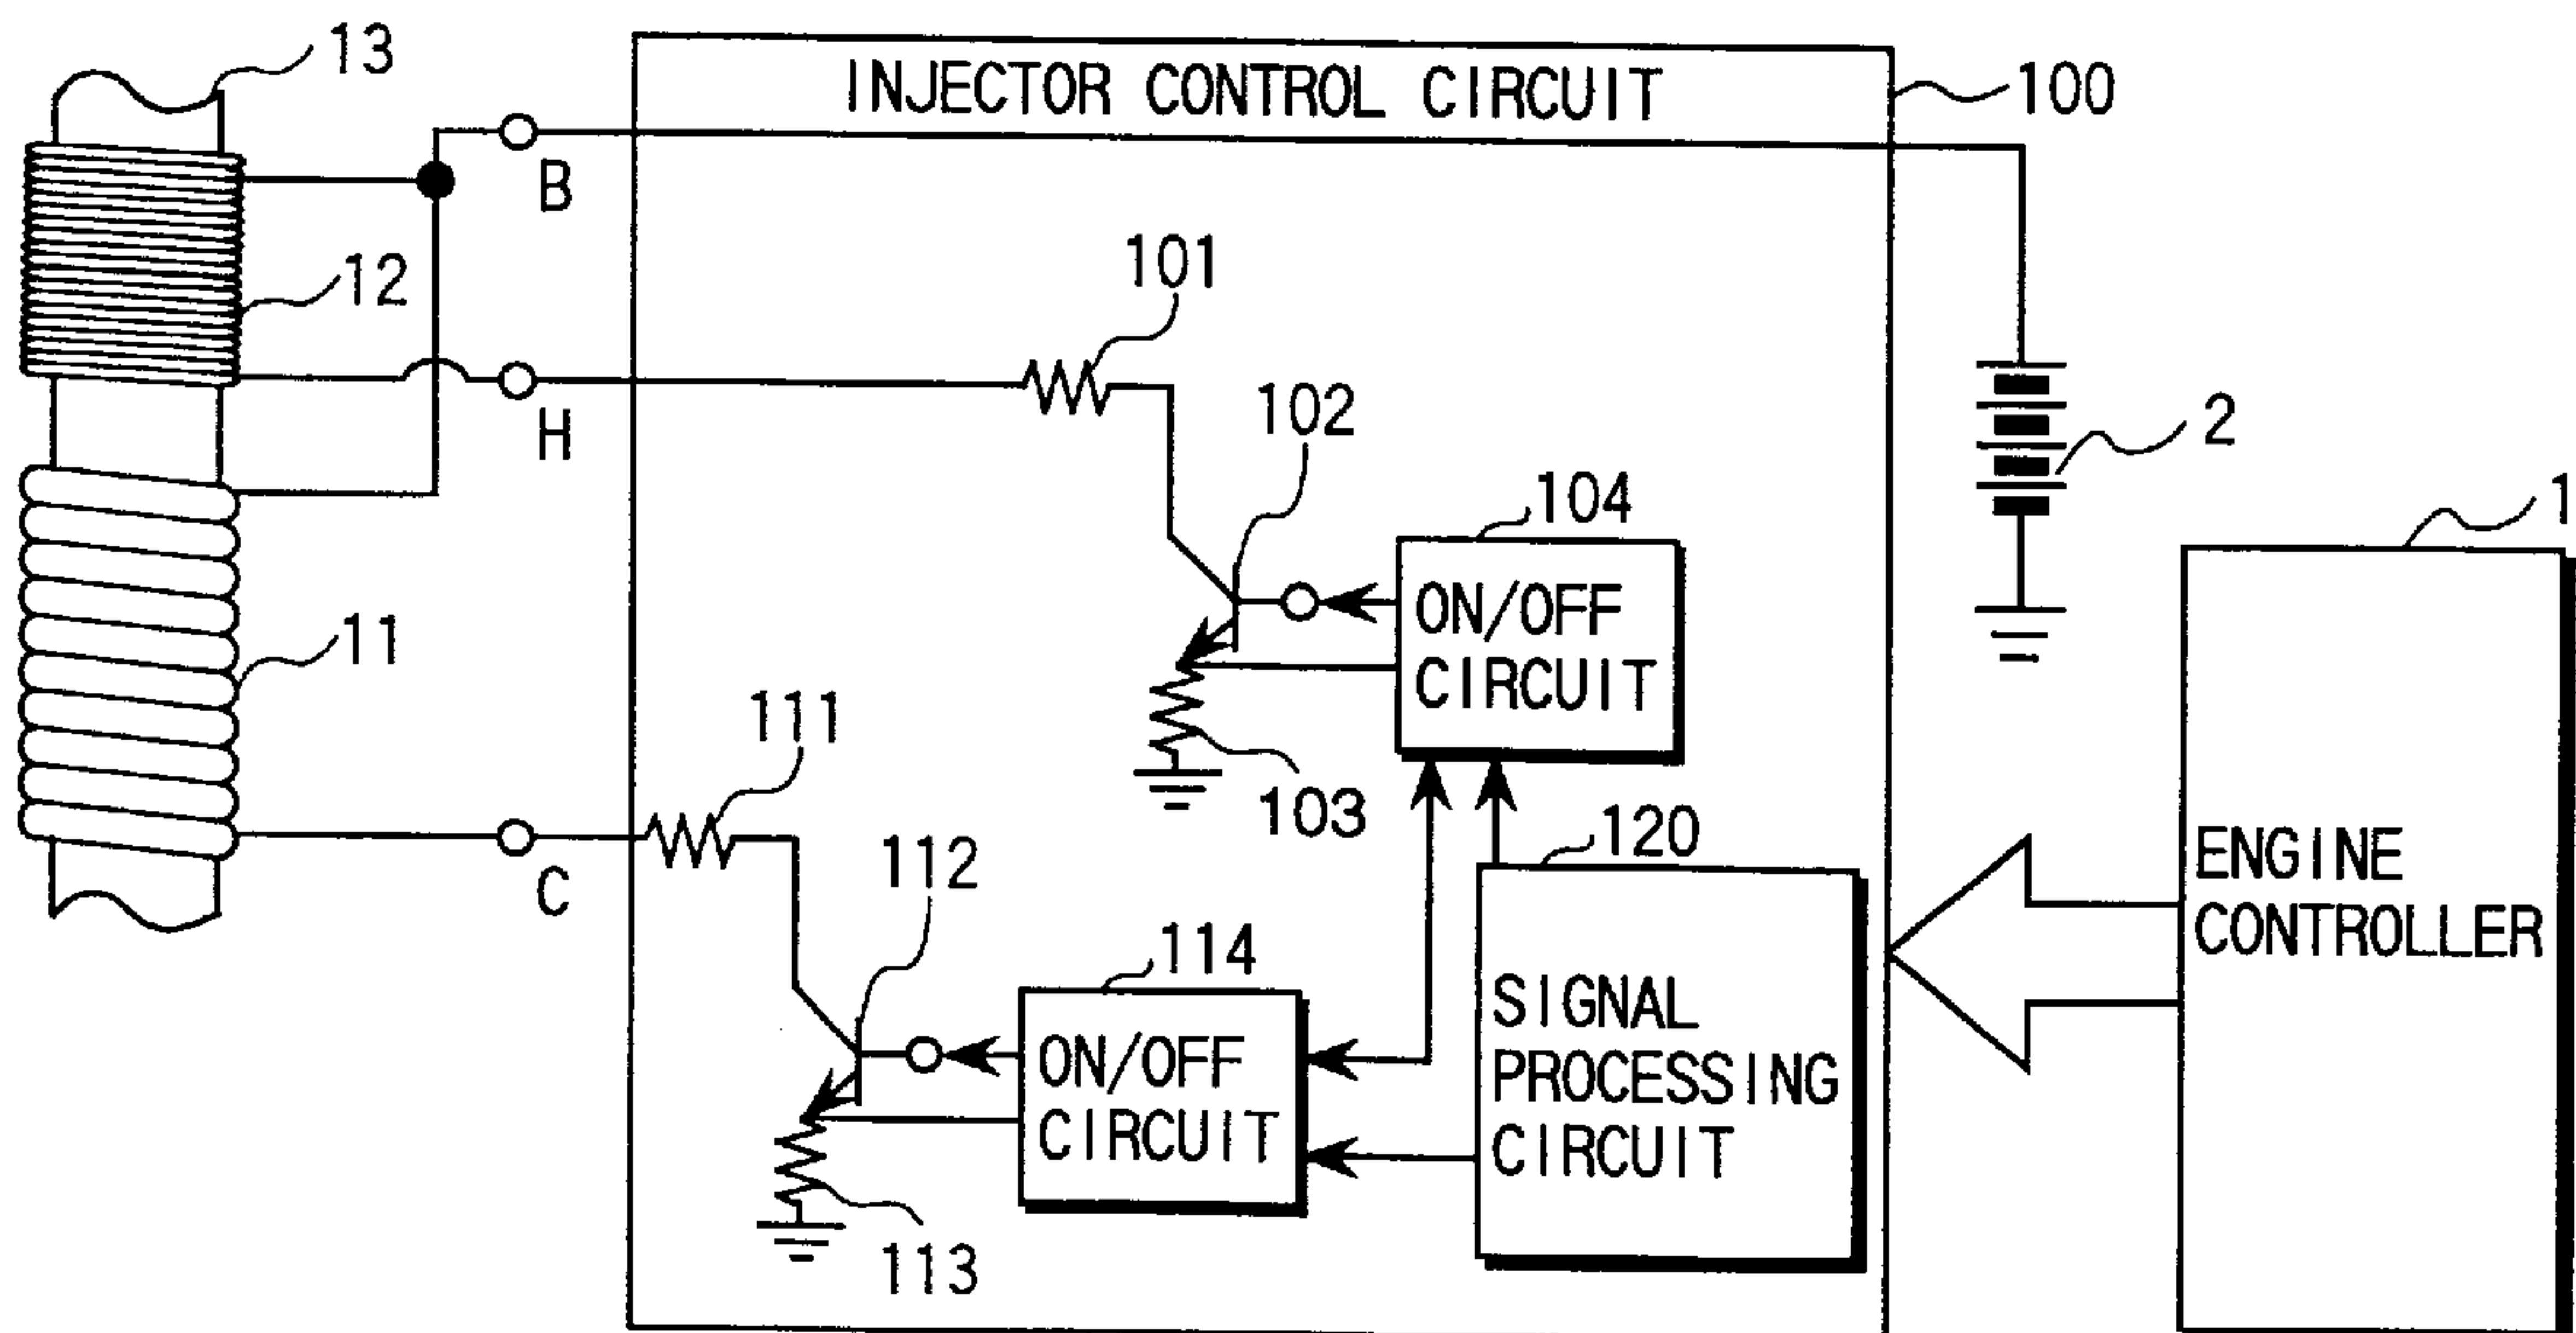 13
INJECTOR CONTROL CIRCUIT
100
B
12
101
H
102
2
104
1
ON/OFF
CIRCUIT
11
111
103
120
C
112
ENGINE
CONTROLLER
114
SIGNAL
PROCESSING
CIRCUIT
ON/OFF
CIRCUIT
113